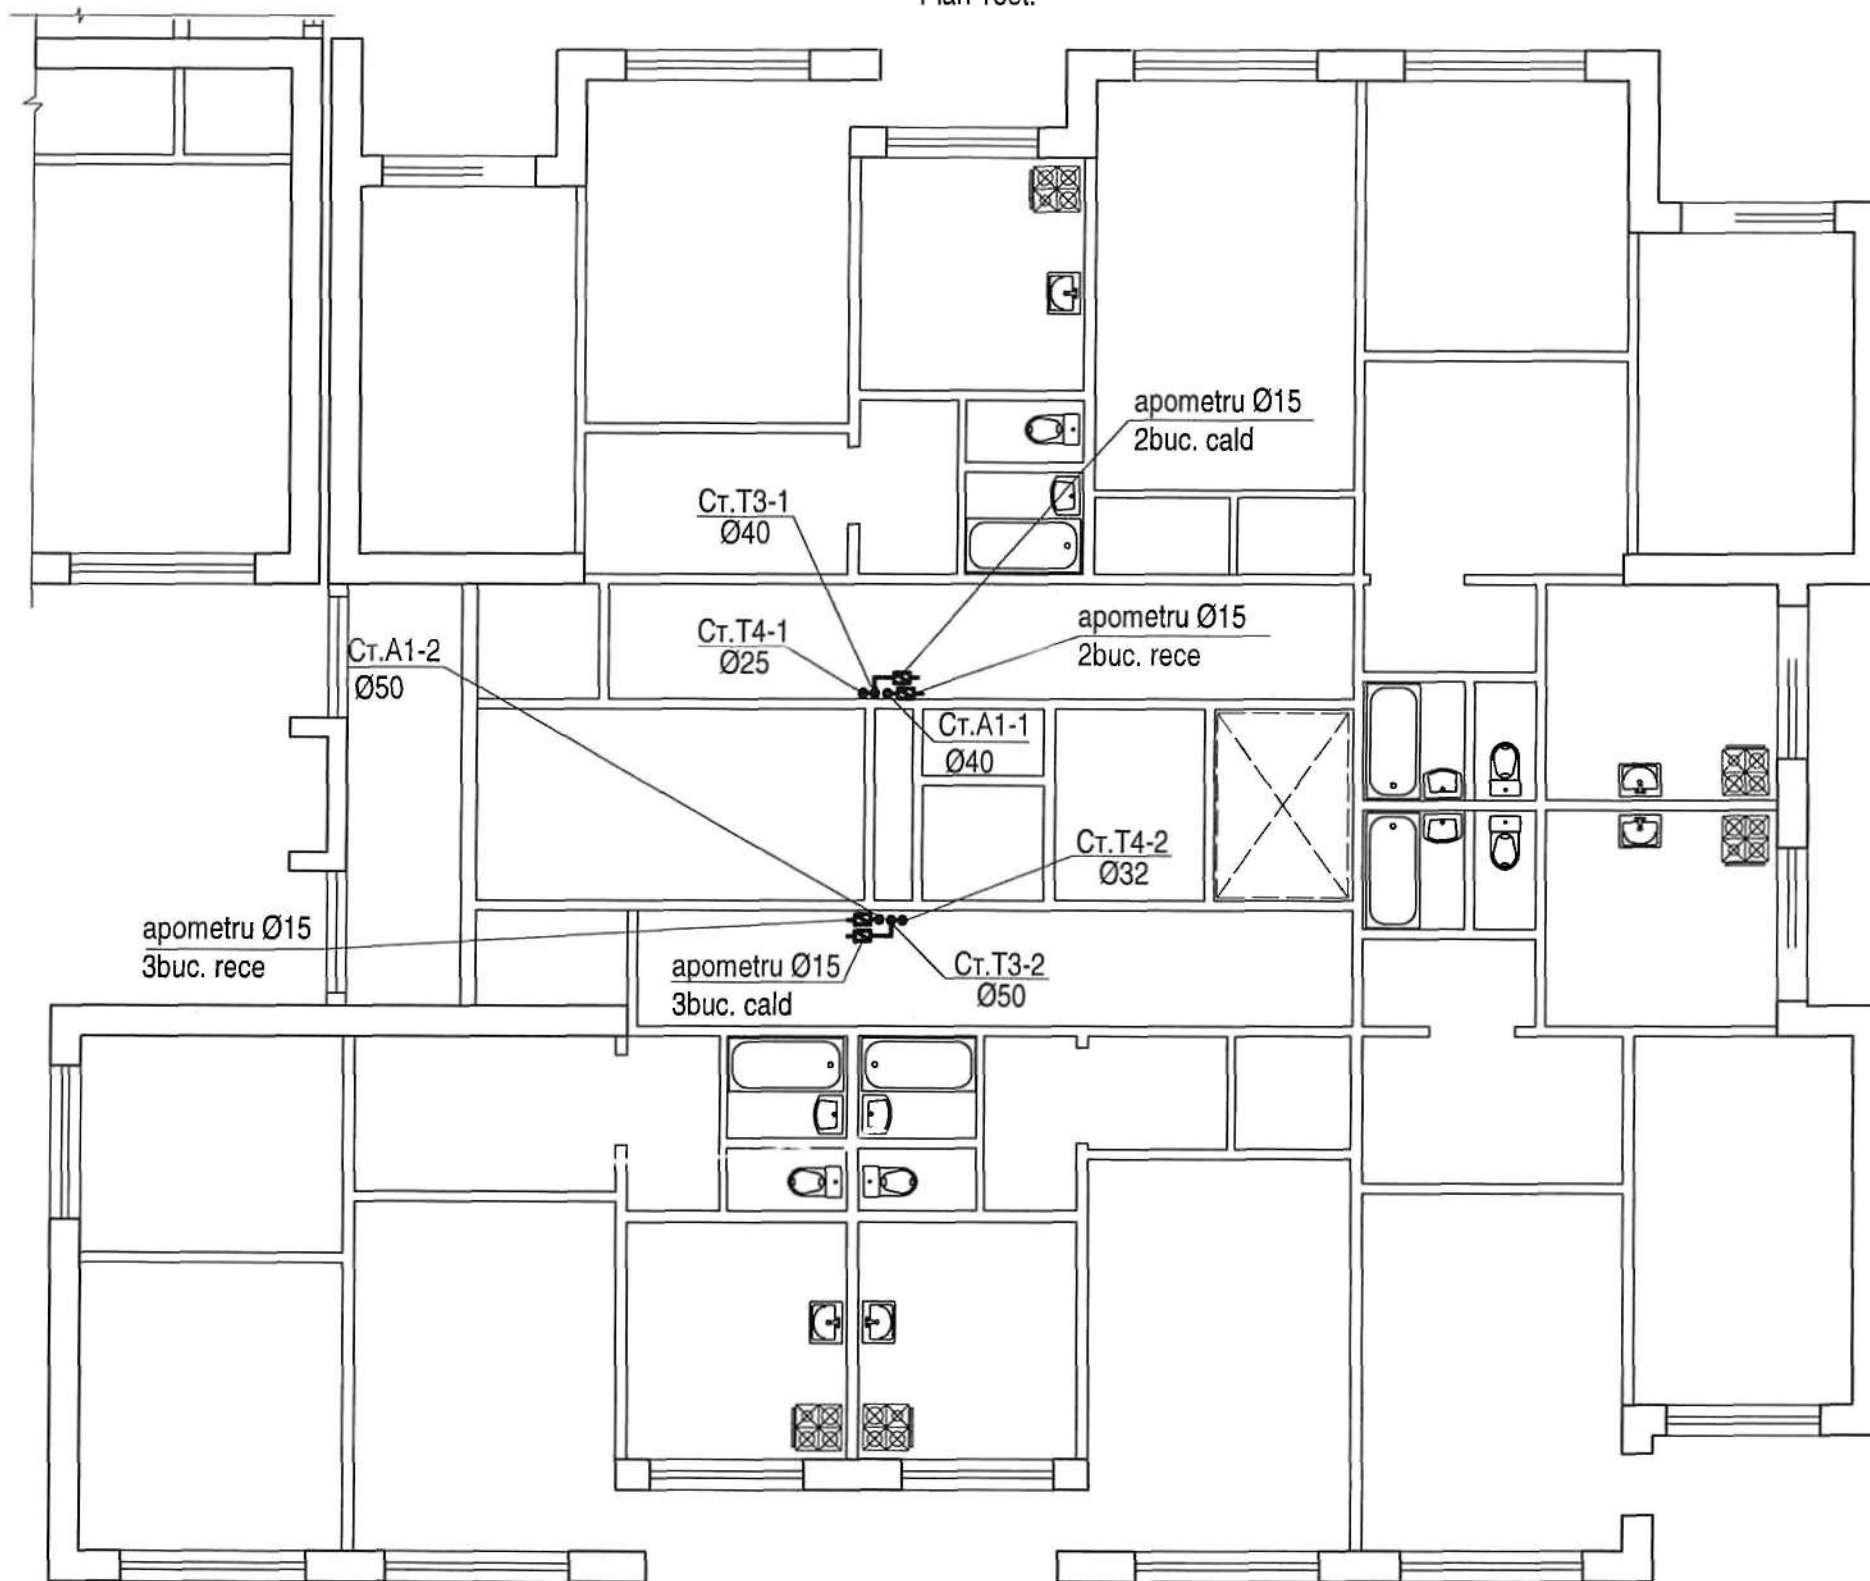 apometru Ø15
2buc. cald
Ст.Т3-1
Ø40
apometru Ø15
2buc. rece
Ст.Т4-1
Ø25
Ст.А1-2
Ø50
Ст.А1-1
Ø40
Ст.Т4-2
Ø32
apometru Ø15
3buc. rece
apometru Ø15
3buc. cald
Ст.Т3-2
Ø50